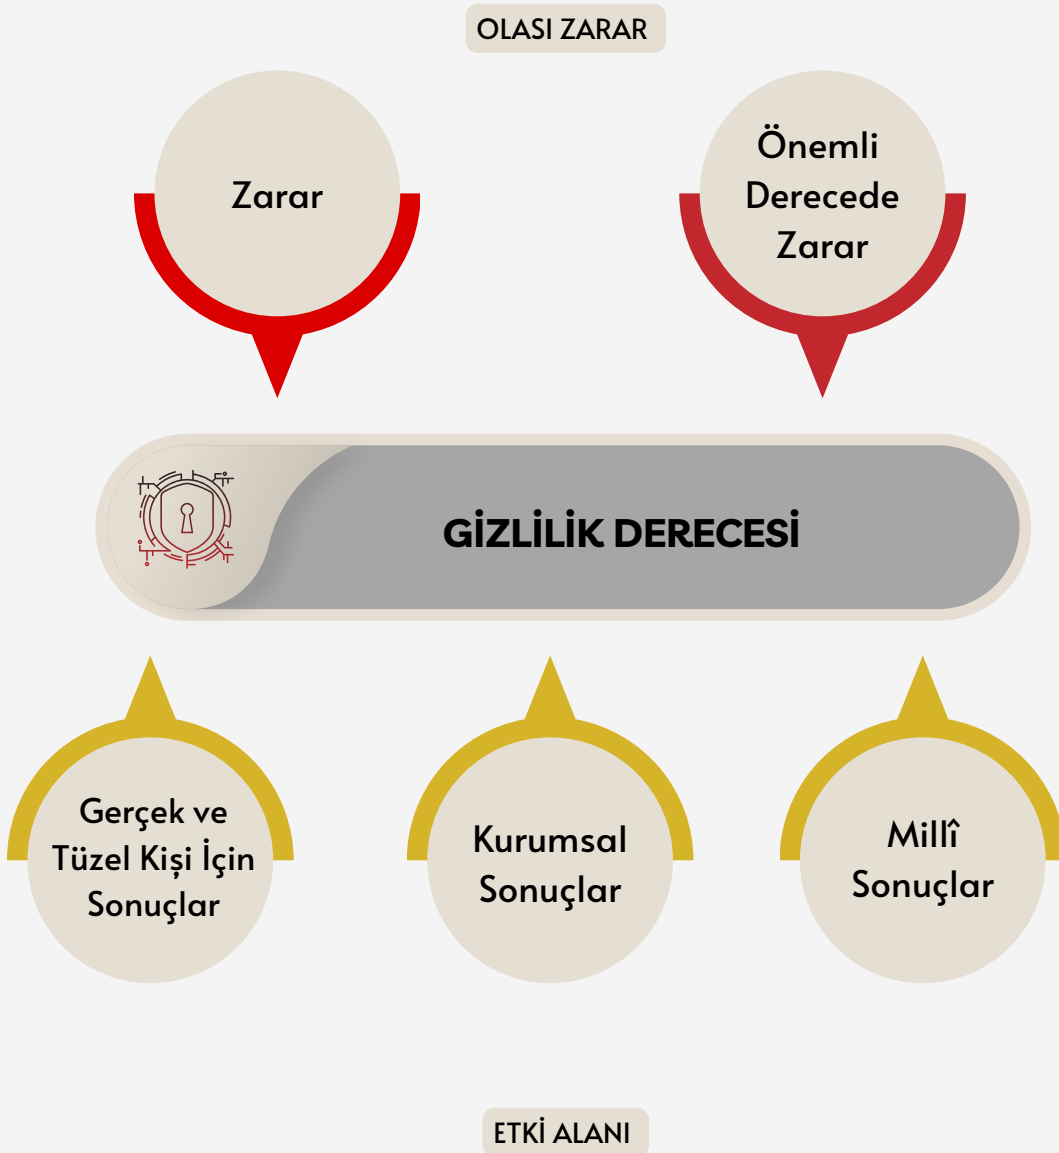 OLASI ZARAR
Zarar
Önemli
Derecede
Zarar
GİZLİLİK DERECESİ
Gerçek ve
Tüzel Kişi İçin
Sonuçlar
Kurumsal
Sonuçlar
Millî
Sonuçlar
ETKİ ALANI